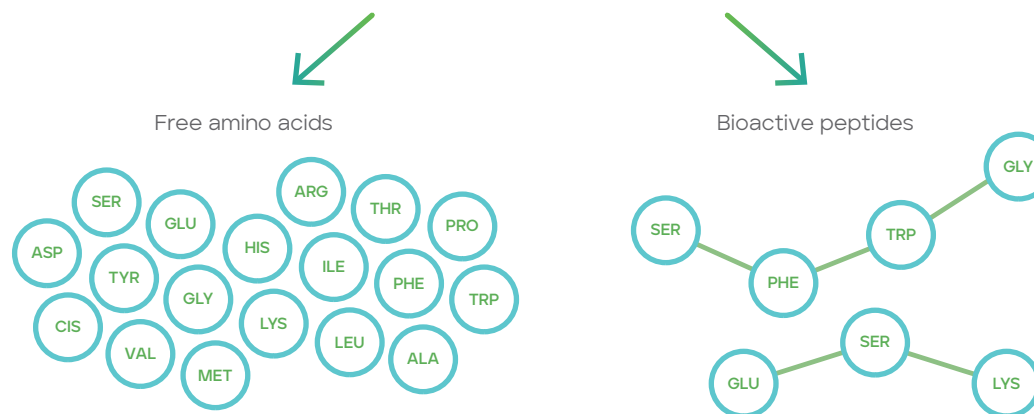 Free amino acids
SER
GLU
ARG
THR
PRO
ASP
TYR
HIS
ILE
PHE
TRP
CIS
GLY
LYS
LEU
ALA
VAL
MET
Bioactive peptides
SER
PHE
TRP
GLY
GLU
SER
LYS